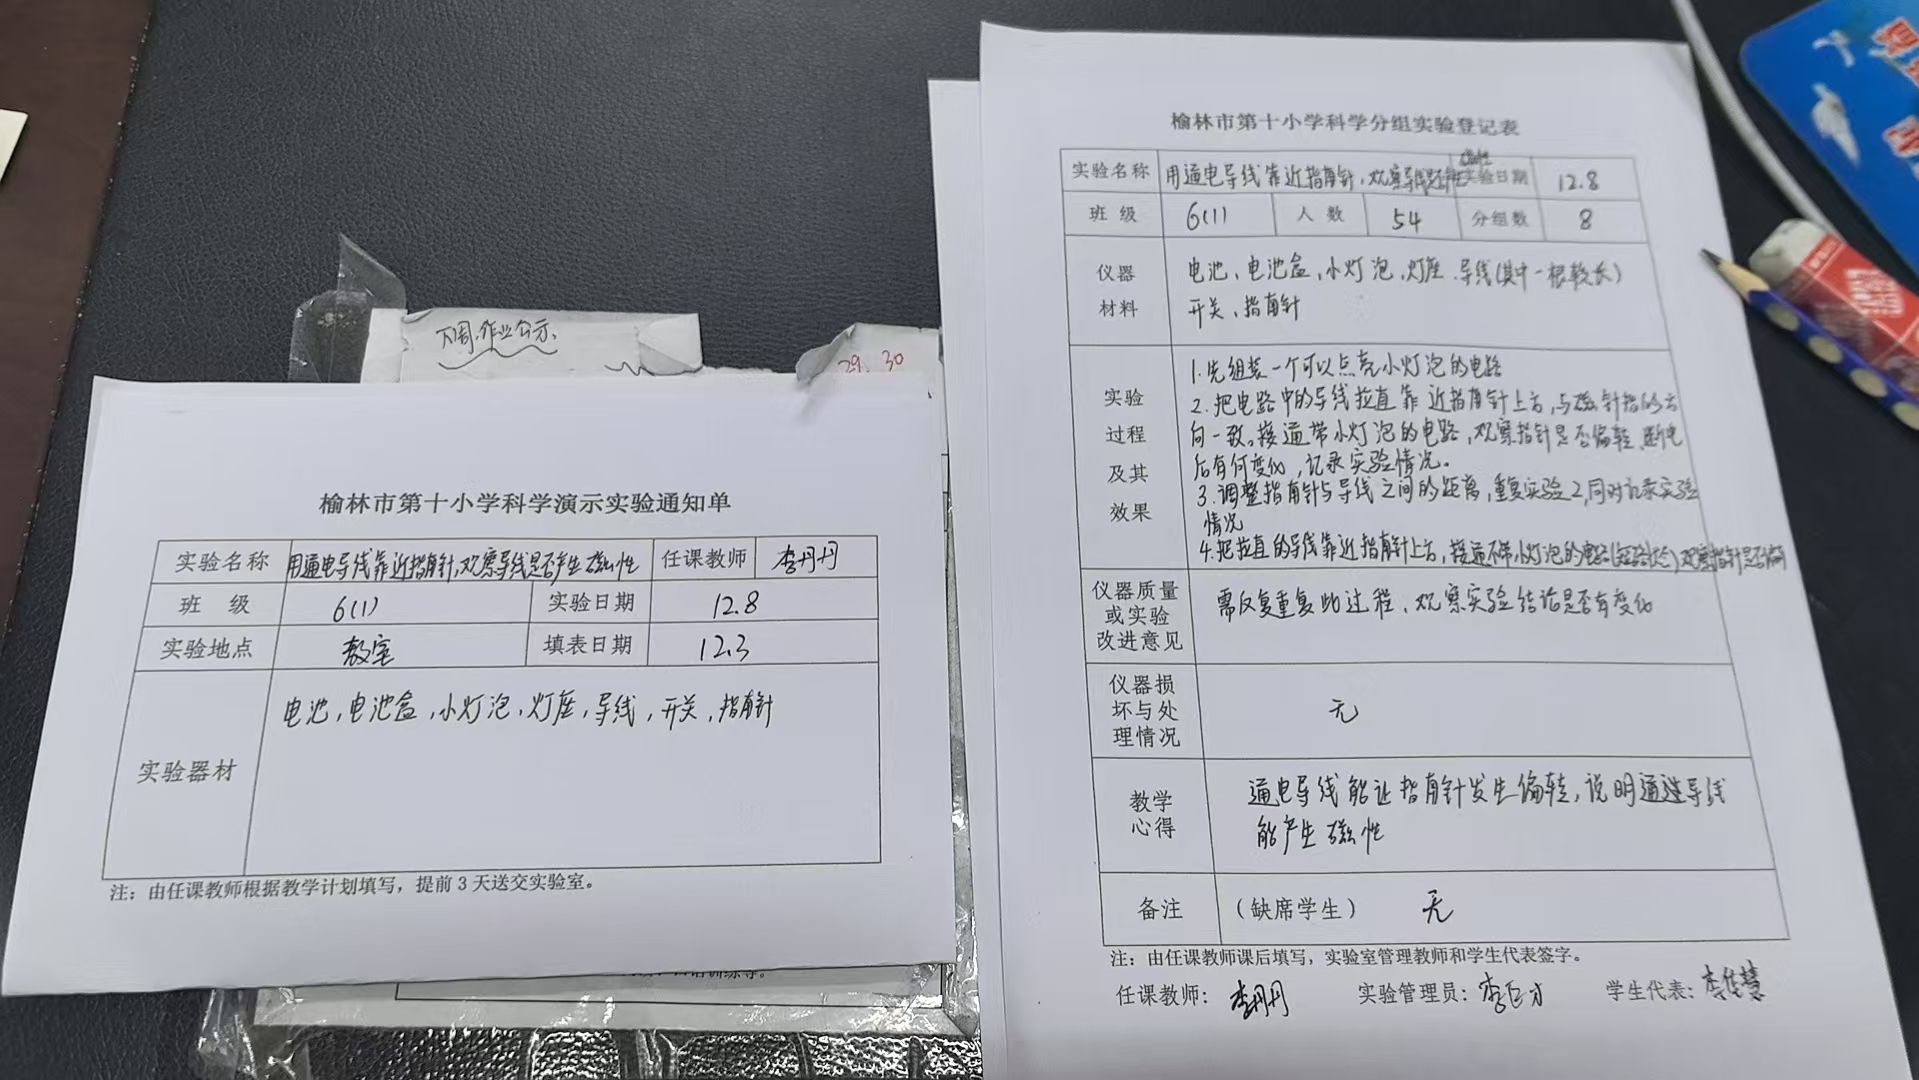 下周.作业公示.
29. 30
榆林市第十小学科学演示实验通知单
实验名称 用通电导线靠近指南针,观察导线是否产生磁性 任课教师 李丹丹
班 级 6(1) 实验日期 12.8
实验地点 教室 填表日期 12.3
实验器材 电池,电池盒,小灯泡,灯座,导线,开关,指南针
注:由任课教师根据教学计划填写,提前3天送交实验室。
榆林市第十小学科学分组实验登记表
实验名称 用通电导线靠近指南针,观察导线是否产生磁性 实验日期 12.8
班 级 6(1) 人 数 54 分组数 8
仪器材料 电池、电池盒、小灯泡、灯座、导线(其中一根较长)
开关、指南针
实验过程及其效果 1.先组装一个可以点亮小灯泡的电路
2.把电路中的导线拉直靠近指南针上方,与磁针指的方
向一致。接通带小灯泡的电路,观察指针是否偏转、断电
后有何变化,记录实验情况。
3.调整指南针与导线之间的距离,重复实验2,同时记录实验
情况
4.把拉直的导线靠近指南针上方,接通不带小灯泡的电路(短路状态),观察指针是否偏转
仪器质量或实验改进意见 需反复重复此过程、观察实验结论是否有变化
仪器损坏与处理情况 无
教学心得 通电导线能让指南针发生偏转,说明通过导线
能产生磁性
备注 (缺席学生) 无
注:由任课教师课后填写,实验室管理教师和学生代表签字。
任课教师:李丹丹 实验管理员: 学生代表:李佳慧